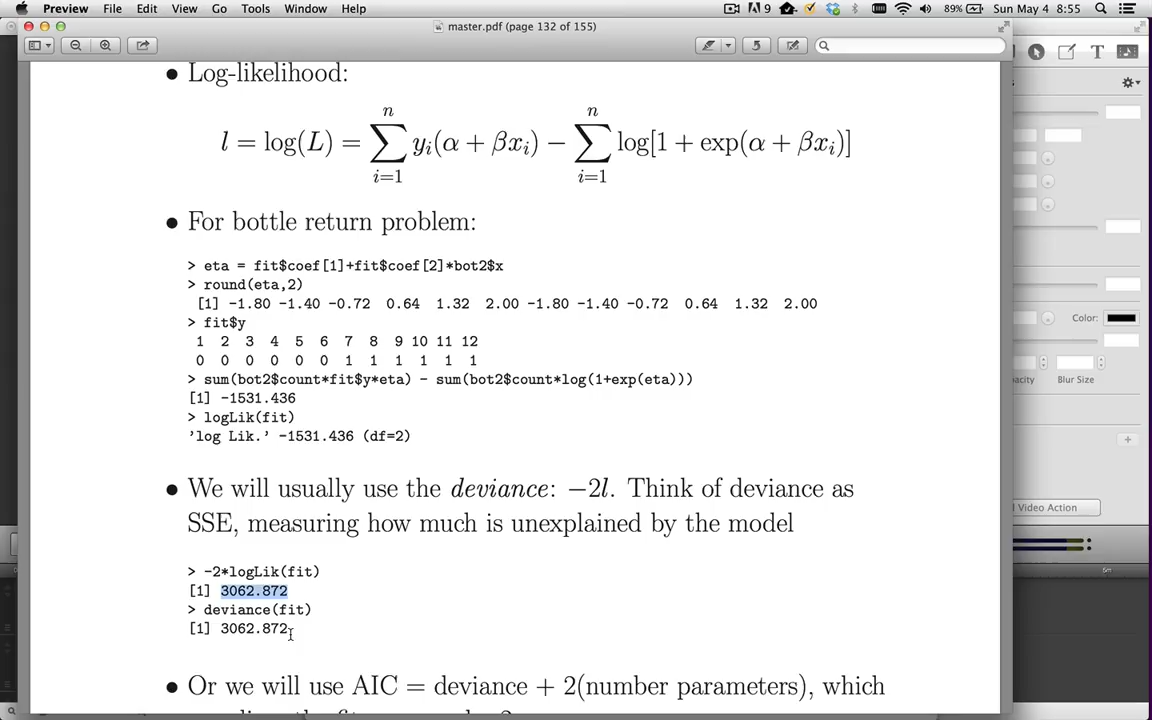 Preview File Edit View Go Tools Window Help 9 89% Sun May 4 8:55
master.pdf (page 132 of 155)
• Log-likelihood:
l = log(L) = ∑_{i=1}^{n} y_i(α + βx_i) − ∑_{i=1}^{n} log[1 + exp(α + βx_i)]
• For bottle return problem:
> eta = fit$coef[1]+fit$coef[2]*bot2$x
> round(eta,2)
[1] -1.80 -1.40 -0.72 0.64 1.32 2.00 -1.80 -1.40 -0.72 0.64 1.32 2.00
> fit$y
1 2 3 4 5 6 7 8 9 10 11 12
0 0 0 0 0 0 1 1 1 1 1 1
> sum(bot2$count*fit$y*eta) - sum(bot2$count*log(1+exp(eta)))
[1] -1531.436
> logLik(fit)
'log Lik.' -1531.436 (df=2)
• We will usually use the deviance: −2l. Think of deviance as
SSE, measuring how much is unexplained by the model
> -2*logLik(fit)
[1] 3062.872
> deviance(fit)
[1] 3062.872
• Or we will use AIC = deviance + 2(number parameters), which
Color:
pacity Blur Size
Video Action